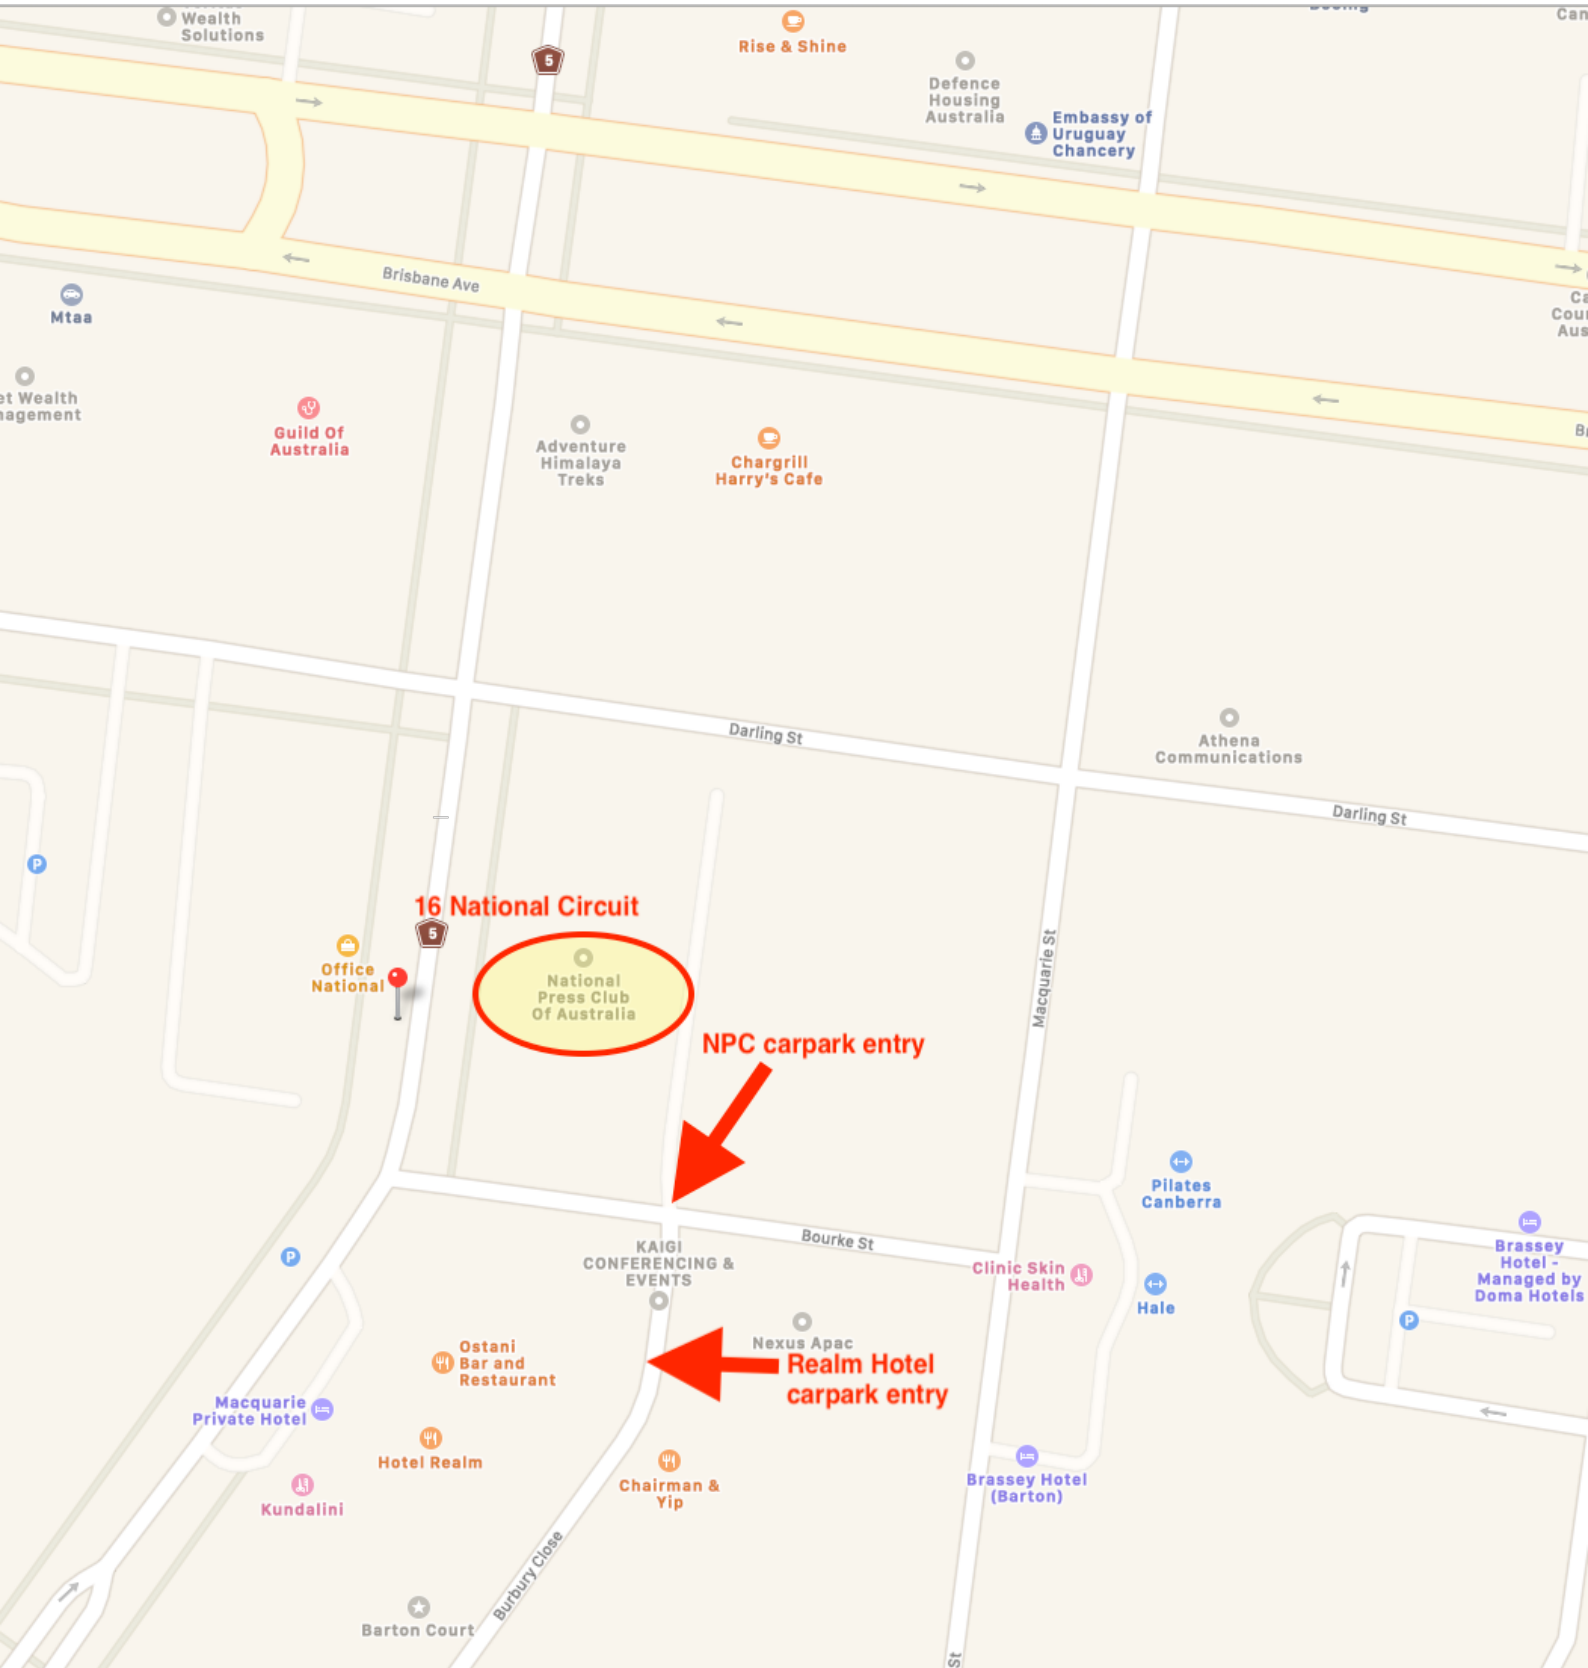 Wealth
Solutions
5
Rise & Shine
Defence
Housing
Australia
Embassy of
Uruguay
Chancery
Brisbane Ave
Mtaa
Wealth
Guild Of
Australia
Adventure
Himalaya
Treks
Chargrill
Harry's Cafe
Darling St
Athena
Communications
Darling St
P
16 National Circuit
5
Office
National
National
Press Club
Of Australia
Macquarie St
NPC carpark entry
Pilates
Canberra
P
Bourke St
KAIGI
CONFERENCING &
EVENTS
Clinic Skin
Health
Hale
Brassey
Hotel -
Managed by
Doma Hotels
P
Nexus Apac
Ostani
Bar and
Restaurant
Realm Hotel
carpark entry
Macquarie
Private Hotel
Hotel Realm
Kundalini
Chairman &
Yip
Brassey Hotel
(Barton)
Burbury Close
Barton Court
St